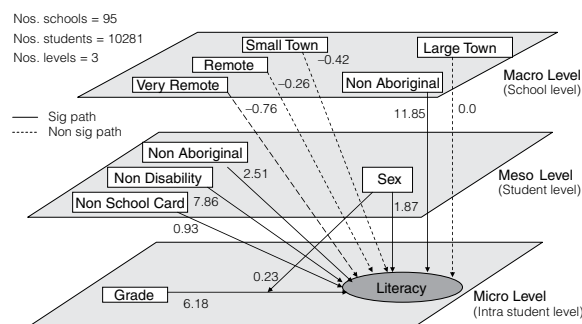 Nos. schools = 95
Nos. students = 10281
Nos. levels = 3
Small Town
Large Town
–0.42
Remote
Macro Level
(School level)
–0.26
Non Aboriginal
Very Remote
–0.76
11.85
0.0
Sig path
Non sig path
Non Aboriginal
2.51
Non Disability
Sex
Meso Level
(Student level)
7.86
Non School Card
1.87
0.93
0.23
Literacy
Grade
6.18
Micro Level
(Intra student level)